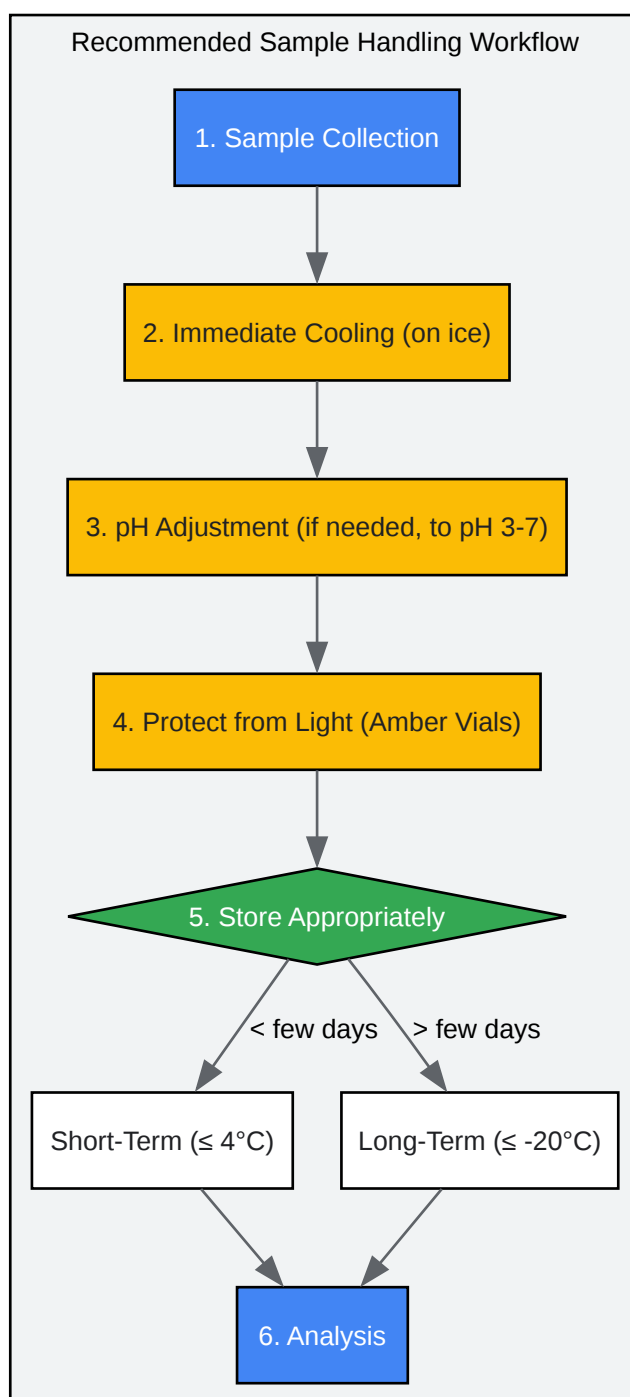 Recommended Sample Handling Workflow
1. Sample Collection
2. Immediate Cooling (on ice)
3. pH Adjustment (if needed, to pH 3-7)
4. Protect from Light (Amber Vials)
5. Store Appropriately
< few days
> few days
Short-Term (≤ 4°C)
Long-Term (≤ -20°C)
6. Analysis